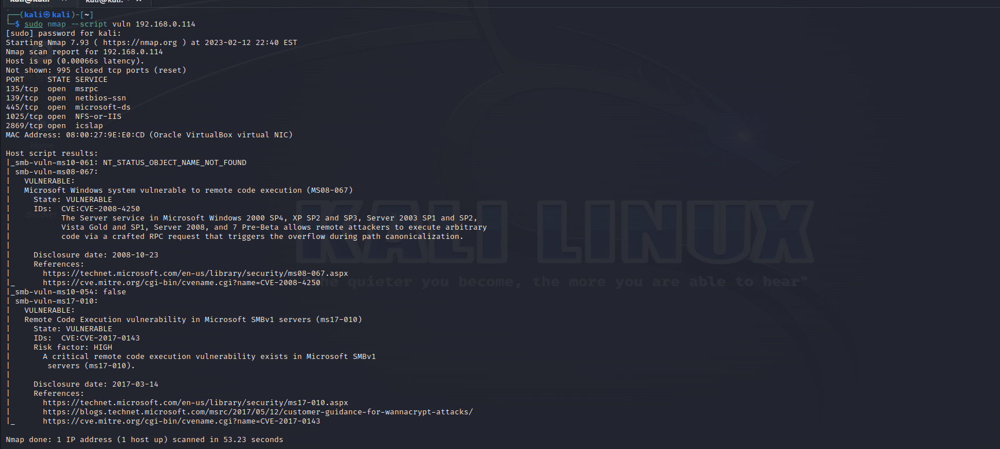 kali@kali: ~ × kali@kali: ~ ×
┌──(kali㉿kali)-[~]
└─$ sudo nmap --script vuln 192.168.0.114
[sudo] password for kali:
Starting Nmap 7.93 ( https://nmap.org ) at 2023-02-12 22:40 EST
Nmap scan report for 192.168.0.114
Host is up (0.00066s latency).
Not shown: 995 closed tcp ports (reset)
PORT     STATE SERVICE
135/tcp  open  msrpc
139/tcp  open  netbios-ssn
445/tcp  open  microsoft-ds
1025/tcp open  NFS-or-IIS
2869/tcp open  icslap
MAC Address: 08:00:27:9E:E0:CD (Oracle VirtualBox virtual NIC)
Home
Host script results:
|_smb-vuln-ms10-061: NT_STATUS_OBJECT_NAME_NOT_FOUND
| smb-vuln-ms08-067:
|   VULNERABLE:
|   Microsoft Windows system vulnerable to remote code execution (MS08-067)
|     State: VULNERABLE
|     IDs:  CVE:CVE-2008-4250
|           The Server service in Microsoft Windows 2000 SP4, XP SP2 and SP3, Server 2003 SP1 and SP2,
|           Vista Gold and SP1, Server 2008, and 7 Pre-Beta allows remote attackers to execute arbitrary
|           code via a crafted RPC request that triggers the overflow during path canonicalization.
|
|     Disclosure date: 2008-10-23
|     References:
|       https://technet.microsoft.com/en-us/library/security/ms08-067.aspx
|_      https://cve.mitre.org/cgi-bin/cvename.cgi?name=CVE-2008-4250
|_smb-vuln-ms10-054: false
| smb-vuln-ms17-010:
|   VULNERABLE:
|   Remote Code Execution vulnerability in Microsoft SMBv1 servers (ms17-010)
|     State: VULNERABLE
|     IDs:  CVE:CVE-2017-0143
|     Risk factor: HIGH
|       A critical remote code execution vulnerability exists in Microsoft SMBv1
|        servers (ms17-010).
|
|     Disclosure date: 2017-03-14
|     References:
|       https://technet.microsoft.com/en-us/library/security/ms17-010.aspx
|       https://blogs.technet.microsoft.com/msrc/2017/05/12/customer-guidance-for-wannacrypt-attacks/
|_      https://cve.mitre.org/cgi-bin/cvename.cgi?name=CVE-2017-0143
Nmap done: 1 IP address (1 host up) scanned in 53.23 seconds
discover
KALI LINUX
quieter you become, the more you are able to hear"